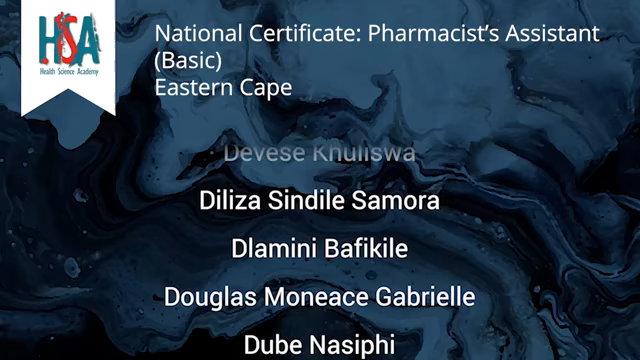 HSA
Health Science Academy
National Certificate: Pharmacist's Assistant
(Basic)
Eastern Cape
Devese Khuliswa
Diliza Sindile Samora
Dlamini Bafikile
Douglas Moneace Gabrielle
Dube Nasiphi